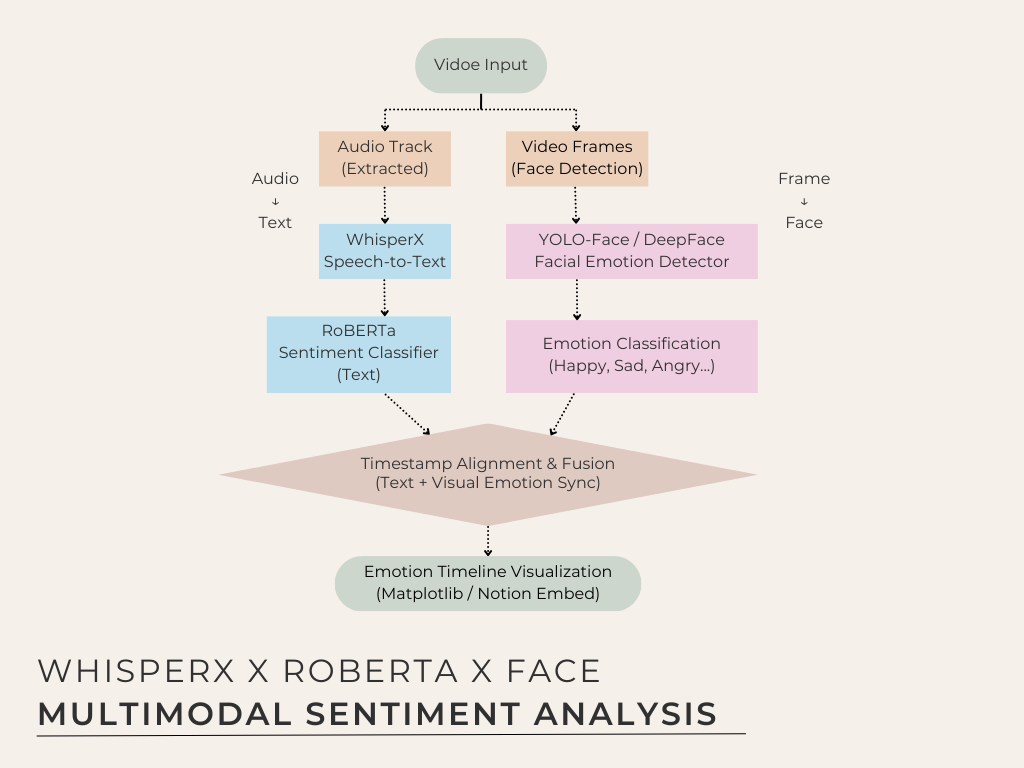 Vidoe Input
Audio Track
(Extracted)
Video Frames
(Face Detection)
Audio
↓
Text
Frame
↓
Face
WhisperX
Speech-to-Text
YOLO-Face / DeepFace
Facial Emotion Detector
RoBERTa
Sentiment Classifier
(Text)
Emotion Classification
(Happy, Sad, Angry...)
Timestamp Alignment & Fusion
(Text + Visual Emotion Sync)
Emotion Timeline Visualization
(Matplotlib / Notion Embed)
WHISPERX X ROBERTA X FACE
MULTIMODAL SENTIMENT ANALYSIS